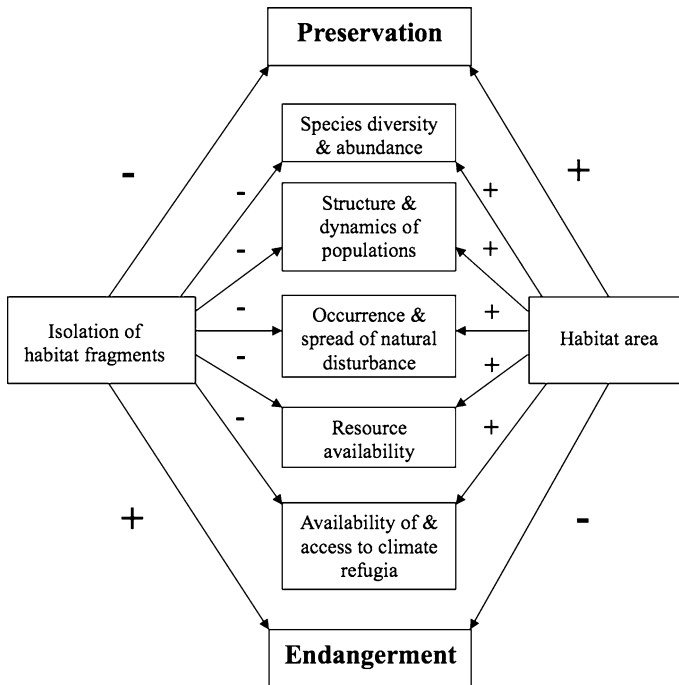 Preservation
Species diversity
& abundance
-
+
-
+
Structure &
dynamics of
populations
-
+
Isolation of
habitat fragments
-
Occurrence &
spread of natural
disturbance
+
Habitat area
-
+
Resource
availability
-
+
+
Availability of &
access to climate
refugia
-
Endangerment